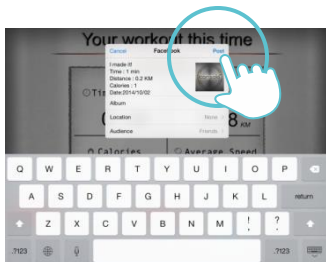 Your workout this time
Cancel Facebook Post
I made it!
Time : 1 min
Distance : 0.2 KM
Calories : 1
Date:2014/10/02
Album
Location None
Audience Friends
8 KM
Calories Average Speed
Q W E R T Y U I O P
A S D F G H J K L return
Z X C V B N M ! , ? .
.?123 .?123